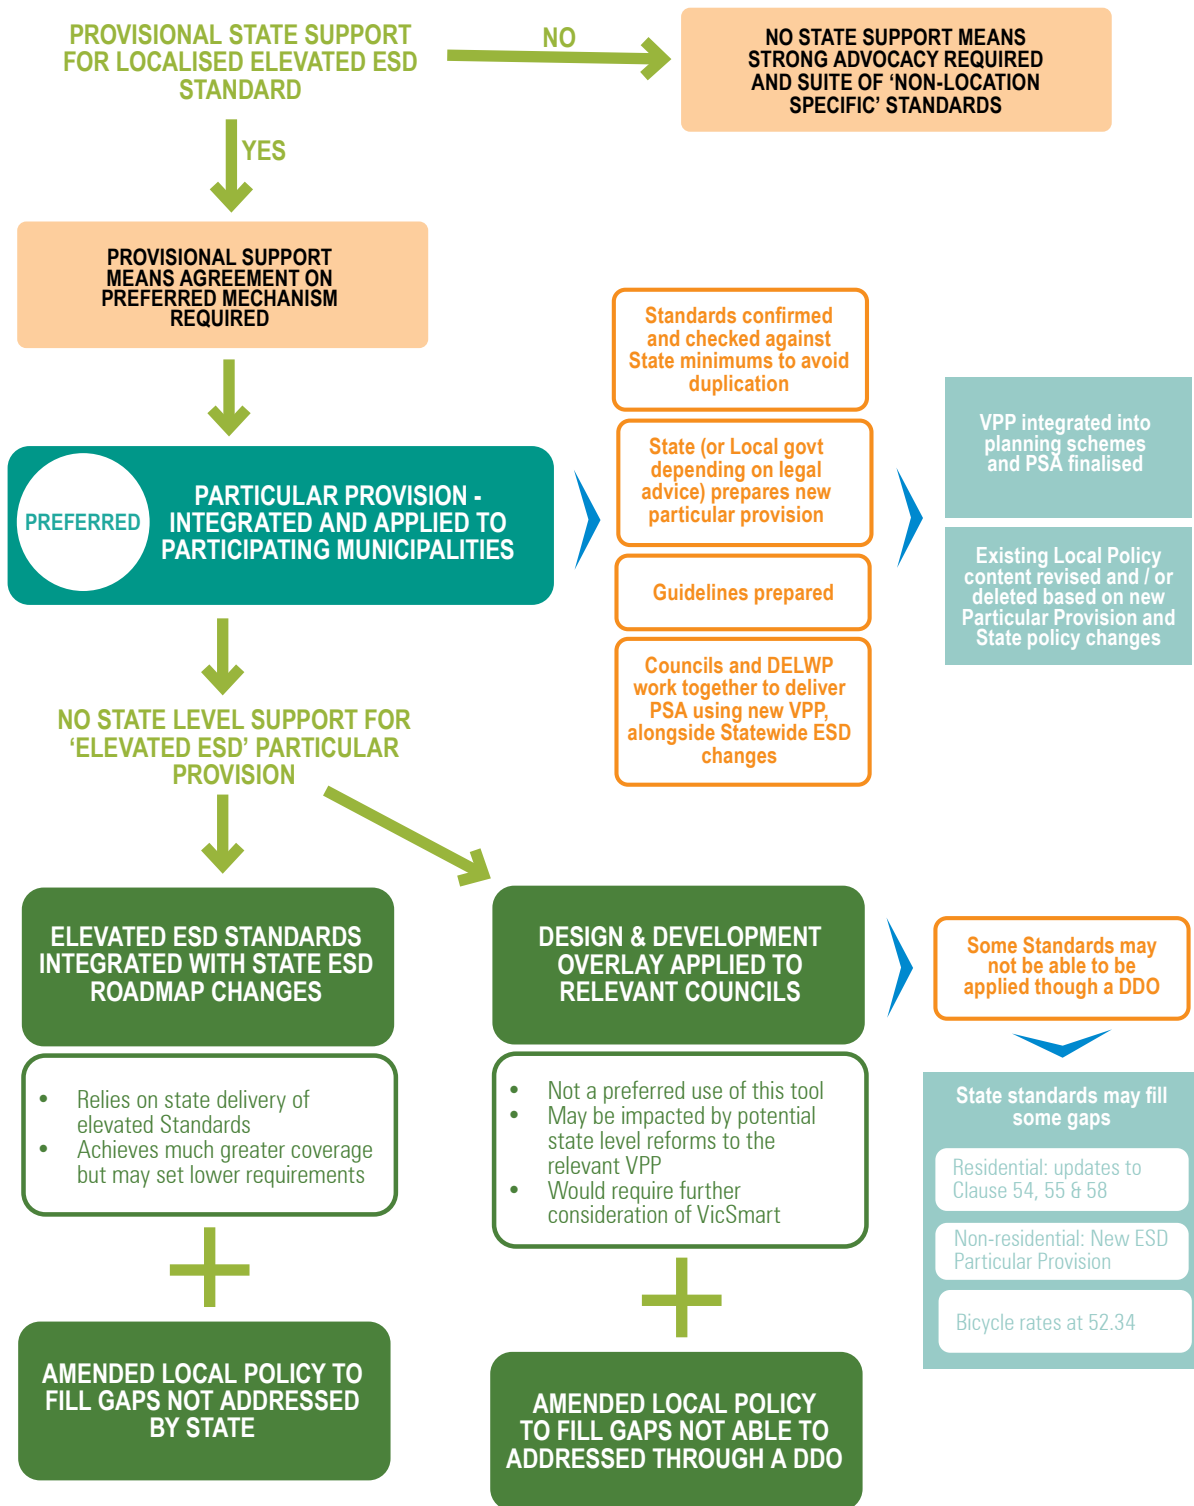 PROVISIONAL STATE SUPPORT
FOR LOCALISED ELEVATED ESD
STANDARD
NO
NO STATE SUPPORT MEANS
STRONG ADVOCACY REQUIRED
AND SUITE OF ‘NON-LOCATION
SPECIFIC’ STANDARDS
YES
PROVISIONAL SUPPORT
MEANS AGREEMENT ON
PREFERRED MECHANISM
REQUIRED
PREFERRED
PARTICULAR PROVISION -
INTEGRATED AND APPLIED TO
PARTICIPATING MUNICIPALITIES
Standards confirmed
and checked against
State minimums to avoid
duplication
State (or Local govt
depending on legal
advice) prepares new
particular provision
Guidelines prepared
Councils and DELWP
work together to deliver
PSA using new VPP,
alongside Statewide ESD
changes
VPP integrated into
planning schemes
and PSA finalised
Existing Local Policy
content revised and / or
deleted based on new
Particular Provision and
State policy changes
NO STATE LEVEL SUPPORT FOR
‘ELEVATED ESD’ PARTICULAR
PROVISION
ELEVATED ESD STANDARDS
INTEGRATED WITH STATE ESD
ROADMAP CHANGES
• Relies on state delivery of
elevated Standards
• Achieves much greater coverage
but may set lower requirements
AMENDED LOCAL POLICY TO
FILL GAPS NOT ADDRESSED
BY STATE
DESIGN & DEVELOPMENT
OVERLAY APPLIED TO
RELEVANT COUNCILS
• Not a preferred use of this tool
• May be impacted by potential
state level reforms to the
relevant VPP
• Would require further
consideration of VicSmart
AMENDED LOCAL POLICY
TO FILL GAPS NOT ABLE TO
ADDRESSED THROUGH A DDO
Some Standards may
not be able to be
applied though a DDO
State standards may fill
some gaps
Residential: updates to
Clause 54, 55 & 58
Non-residential: New ESD
Particular Provision
Bicycle rates at 52.34